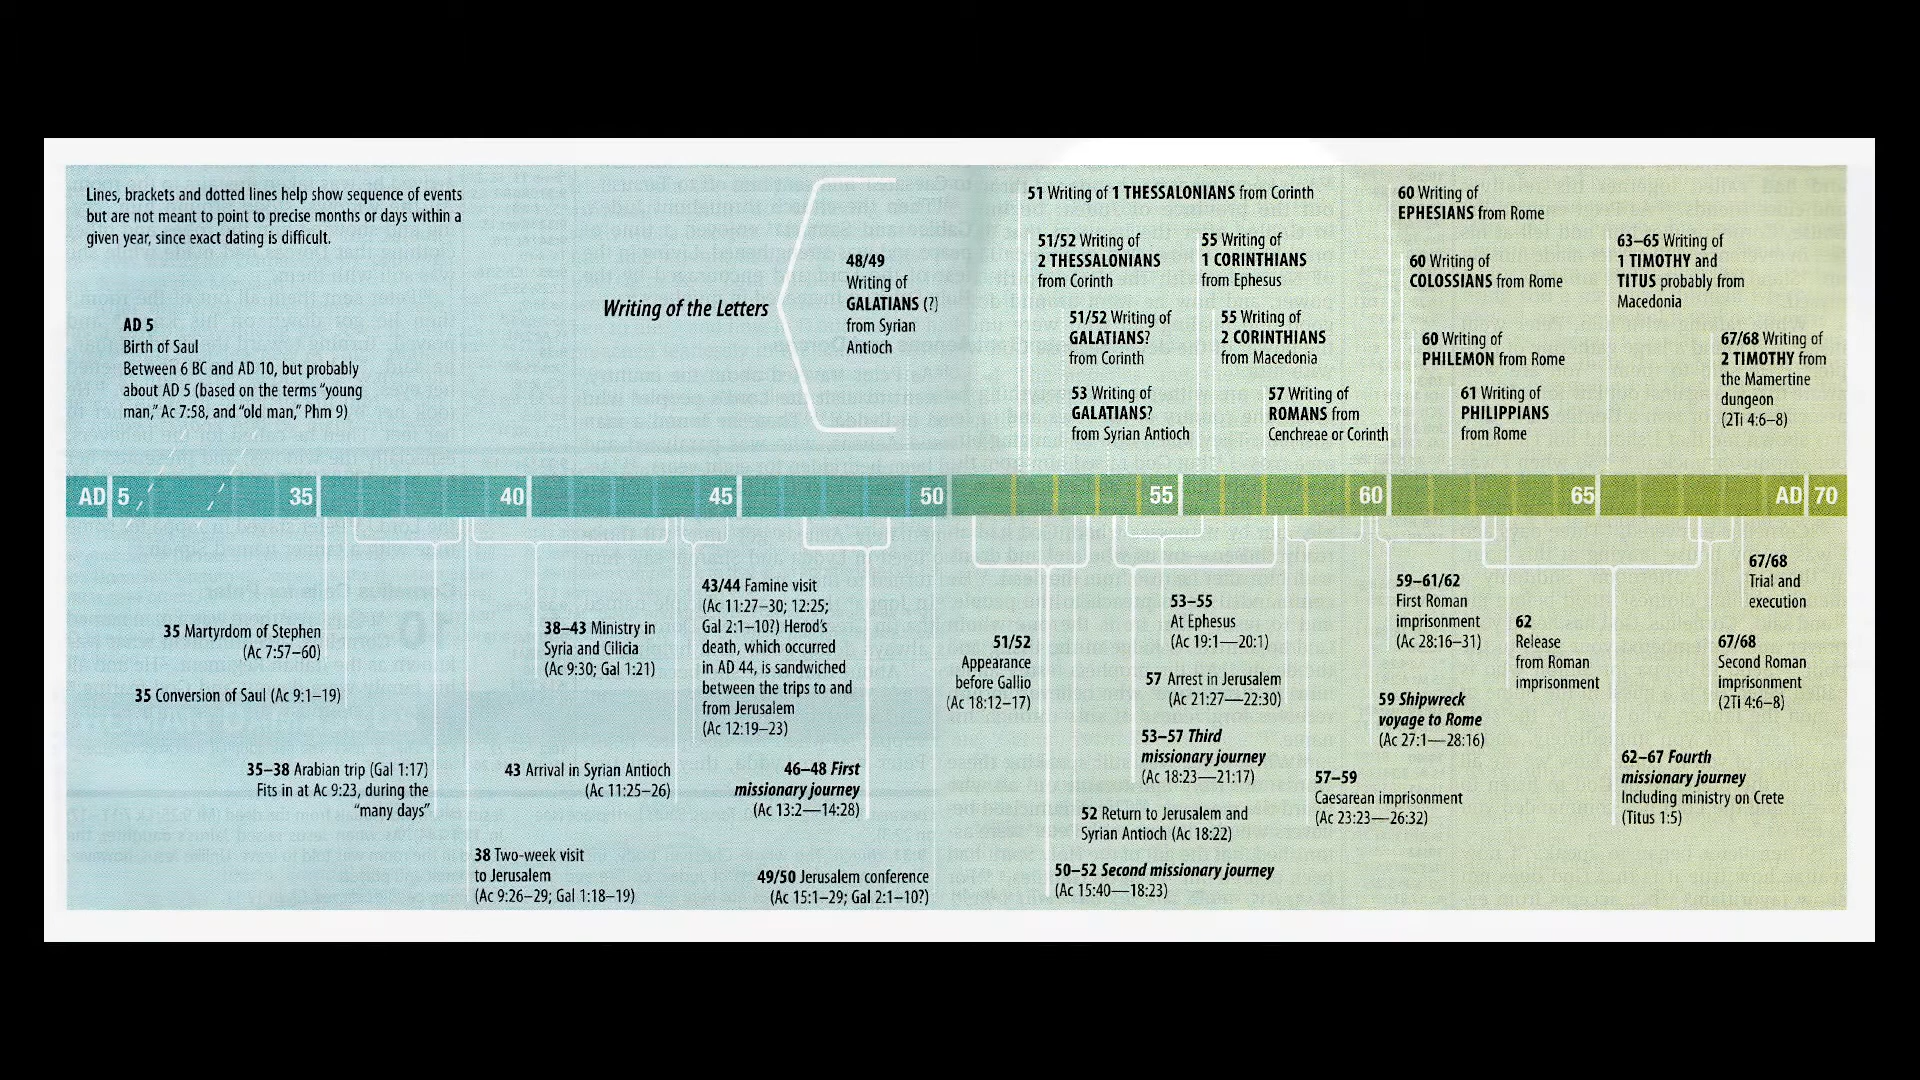 Lines, brackets and dotted lines help show sequence of events
but are not meant to point to precise months or days within a
given year, since exact dating is difficult.
AD 5
Birth of Saul
Between 6 BC and AD 10, but probably
about AD 5 (based on the terms “young
man,” Ac 7:58, and “old man,” Phm 9)
Writing of the Letters
48/49
Writing of
GALATIANS (?)
from Syrian
Antioch
51 Writing of 1 THESSALONIANS from Corinth
51/52 Writing of
2 THESSALONIANS
from Corinth
51/52 Writing of
GALATIANS?
from Corinth
53 Writing of
GALATIANS?
from Syrian Antioch
55 Writing of
1 CORINTHIANS
from Ephesus
55 Writing of
2 CORINTHIANS
from Macedonia
57 Writing of
ROMANS from
Cenchreae or Corinth
60 Writing of
EPHESIANS from Rome
60 Writing of
COLOSSIANS from Rome
60 Writing of
PHILEMON from Rome
61 Writing of
PHILIPPIANS
from Rome
63–65 Writing of
1 TIMOTHY and
TITUS probably from
Macedonia
67/68 Writing of
2 TIMOTHY from
the Mamertine
dungeon
(2Ti 4:6–8)
AD 5 35 40 45 50 55 60 65 AD 70
35 Martyrdom of Stephen
(Ac 7:57–60)
35 Conversion of Saul (Ac 9:1–19)
35–38 Arabian trip (Gal 1:17)
Fits in at Ac 9:23, during the
“many days”
38 Two-week visit
to Jerusalem
(Ac 9:26–29; Gal 1:18–19)
38–43 Ministry in
Syria and Cilicia
(Ac 9:30; Gal 1:21)
43 Arrival in Syrian Antioch
(Ac 11:25–26)
43/44 Famine visit
(Ac 11:27–30; 12:25;
Gal 2:1–10?) Herod’s
death, which occurred
in AD 44, is sandwiched
between the trips to and
from Jerusalem
(Ac 12:19–23)
46–48 First
missionary journey
(Ac 13:2—14:28)
49/50 Jerusalem conference
(Ac 15:1–29; Gal 2:1–10?)
51/52
Appearance
before Gallio
(Ac 18:12–17)
53–55
At Ephesus
(Ac 19:1—20:1)
57 Arrest in Jerusalem
(Ac 21:27—22:30)
53–57 Third
missionary journey
(Ac 18:23—21:17)
52 Return to Jerusalem and
Syrian Antioch (Ac 18:22)
50–52 Second missionary journey
(Ac 15:40—18:23)
59–61/62
First Roman
imprisonment
(Ac 28:16–31)
59 Shipwreck
voyage to Rome
(Ac 27:1—28:16)
57–59
Caesarean imprisonment
(Ac 23:23—26:32)
62
Release
from Roman
imprisonment
62–67 Fourth
missionary journey
Including ministry on Crete
(Titus 1:5)
67/68
Trial and
execution
67/68
Second Roman
imprisonment
(2Ti 4:6–8)